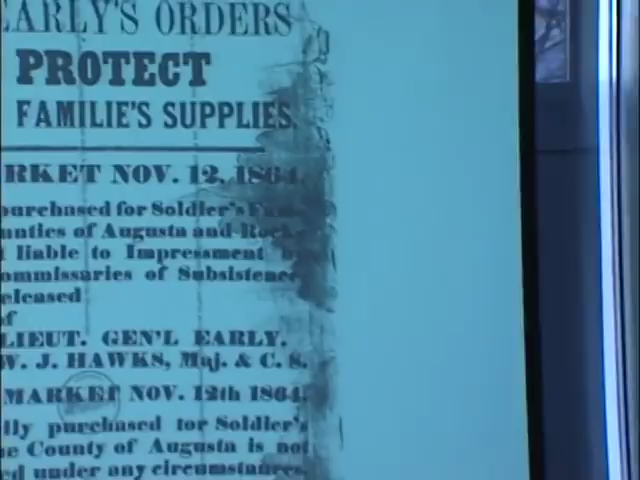 EARLY'S ORDERS
PROTECT
FAMILIE'S SUPPLIES.
RKET NOV. 12, 1864.
purchased for Soldier's
unties of Augusta and
t liable to Impressment
ommissaries of Subsistence
eleased
of
LIEUT. GEN'L EARLY.
W. J. HAWKS, Maj. & C. S.
MARKET NOV. 12th 1864.
lly purchased for Soldier's
e County of Augusta is not
ed under any circumstances.